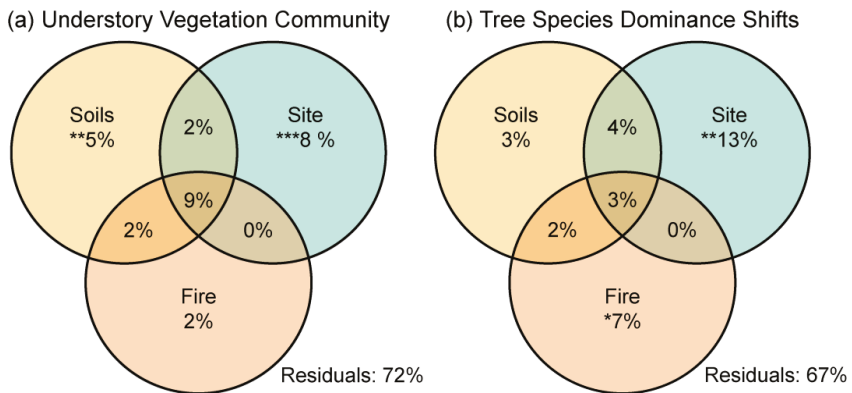 (a) Understory Vegetation Community
Soils
**5%
2%
Site
***8 %
9%
2%
0%
Fire
2%
Residuals: 72%
(b) Tree Species Dominance Shifts
Soils
3%
4%
Site
**13%
3%
2%
0%
Fire
*7%
Residuals: 67%